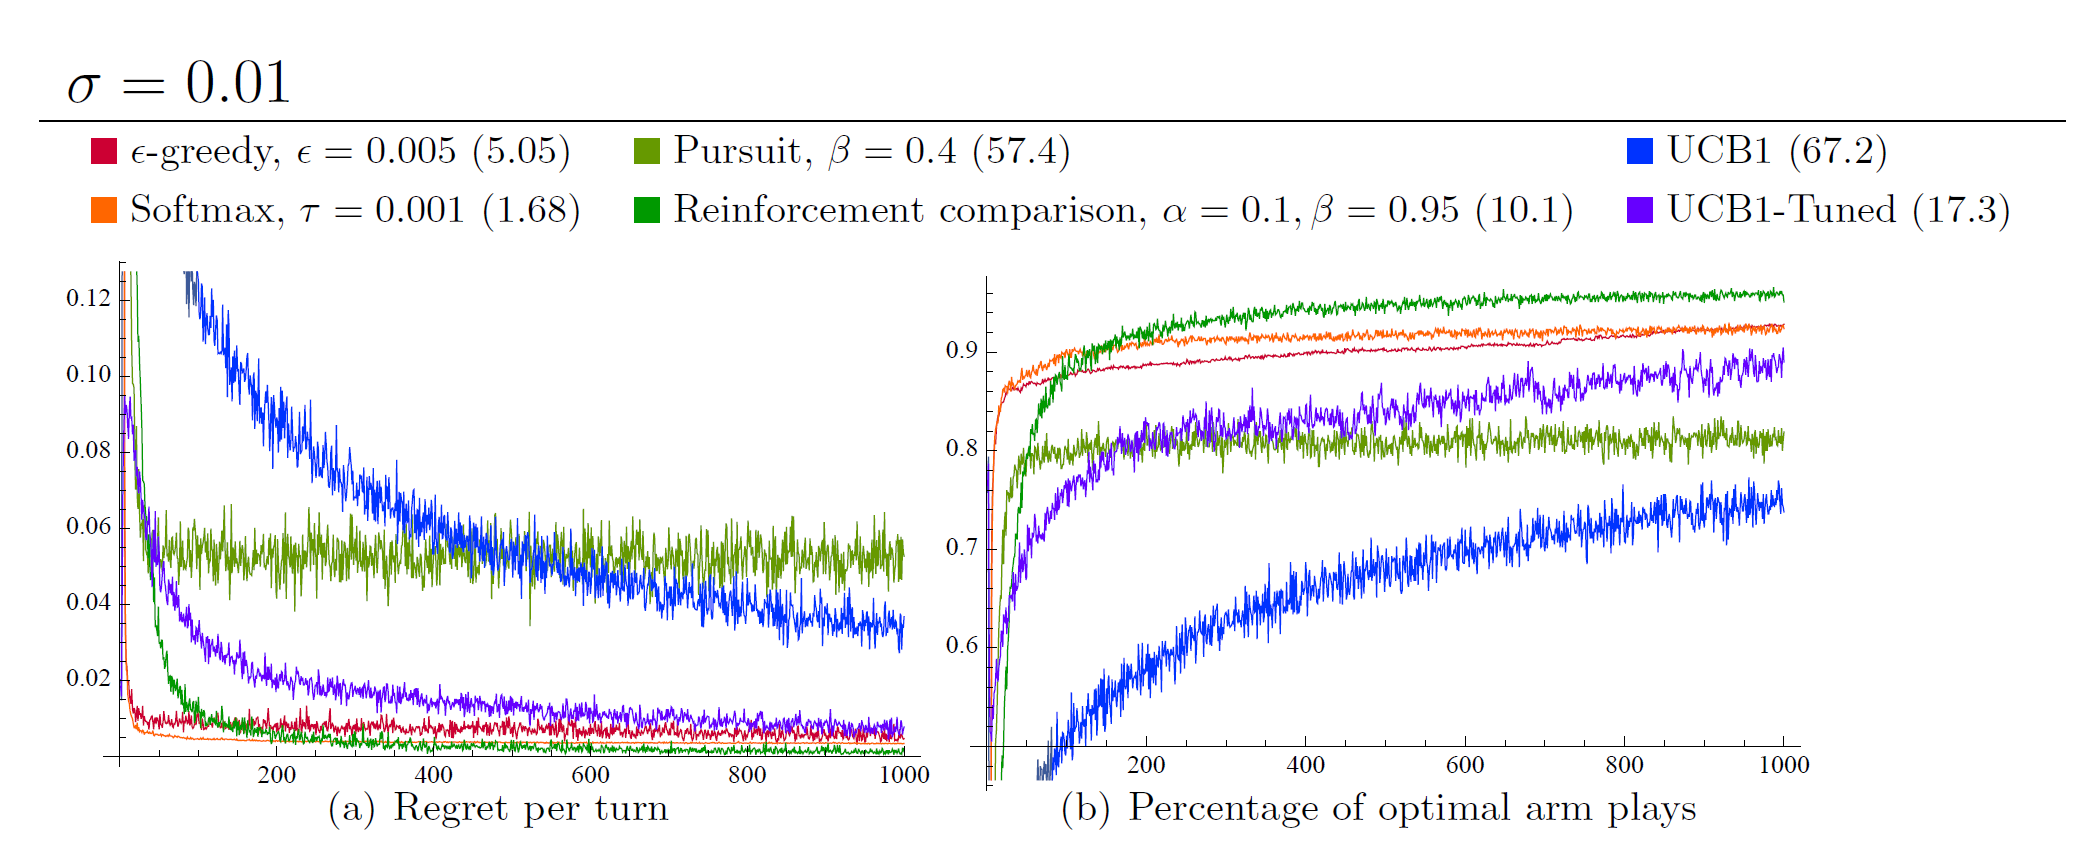 σ = 0.01
ϵ-greedy, ϵ = 0.005 (5.05) Pursuit, β = 0.4 (57.4) UCB1 (67.2)
Softmax, τ = 0.001 (1.68) Reinforcement comparison, α = 0.1, β = 0.95 (10.1) UCB1-Tuned (17.3)
0.12
0.10
0.08
0.06
0.04
0.02
200 400 600 800 1000
(a) Regret per turn
0.9
0.8
0.7
0.6
200 400 600 800 1000
(b) Percentage of optimal arm plays